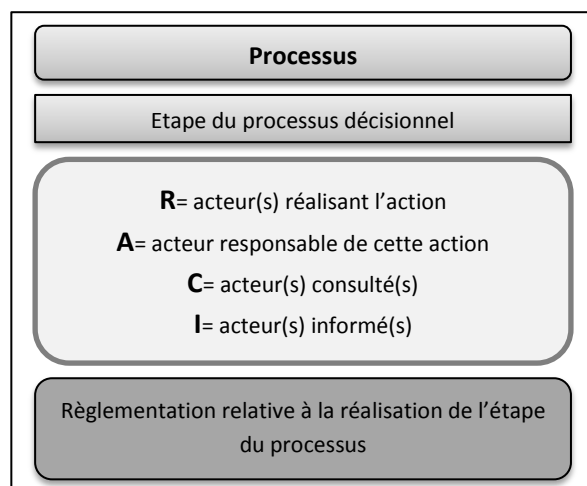 Processus
Etape du processus décisionnel
R= acteur(s) réalisant l’action
A= acteur responsable de cette action
C= acteur(s) consulté(s)
I= acteur(s) informé(s)
Règlementation relative à la réalisation de l’étape
du processus